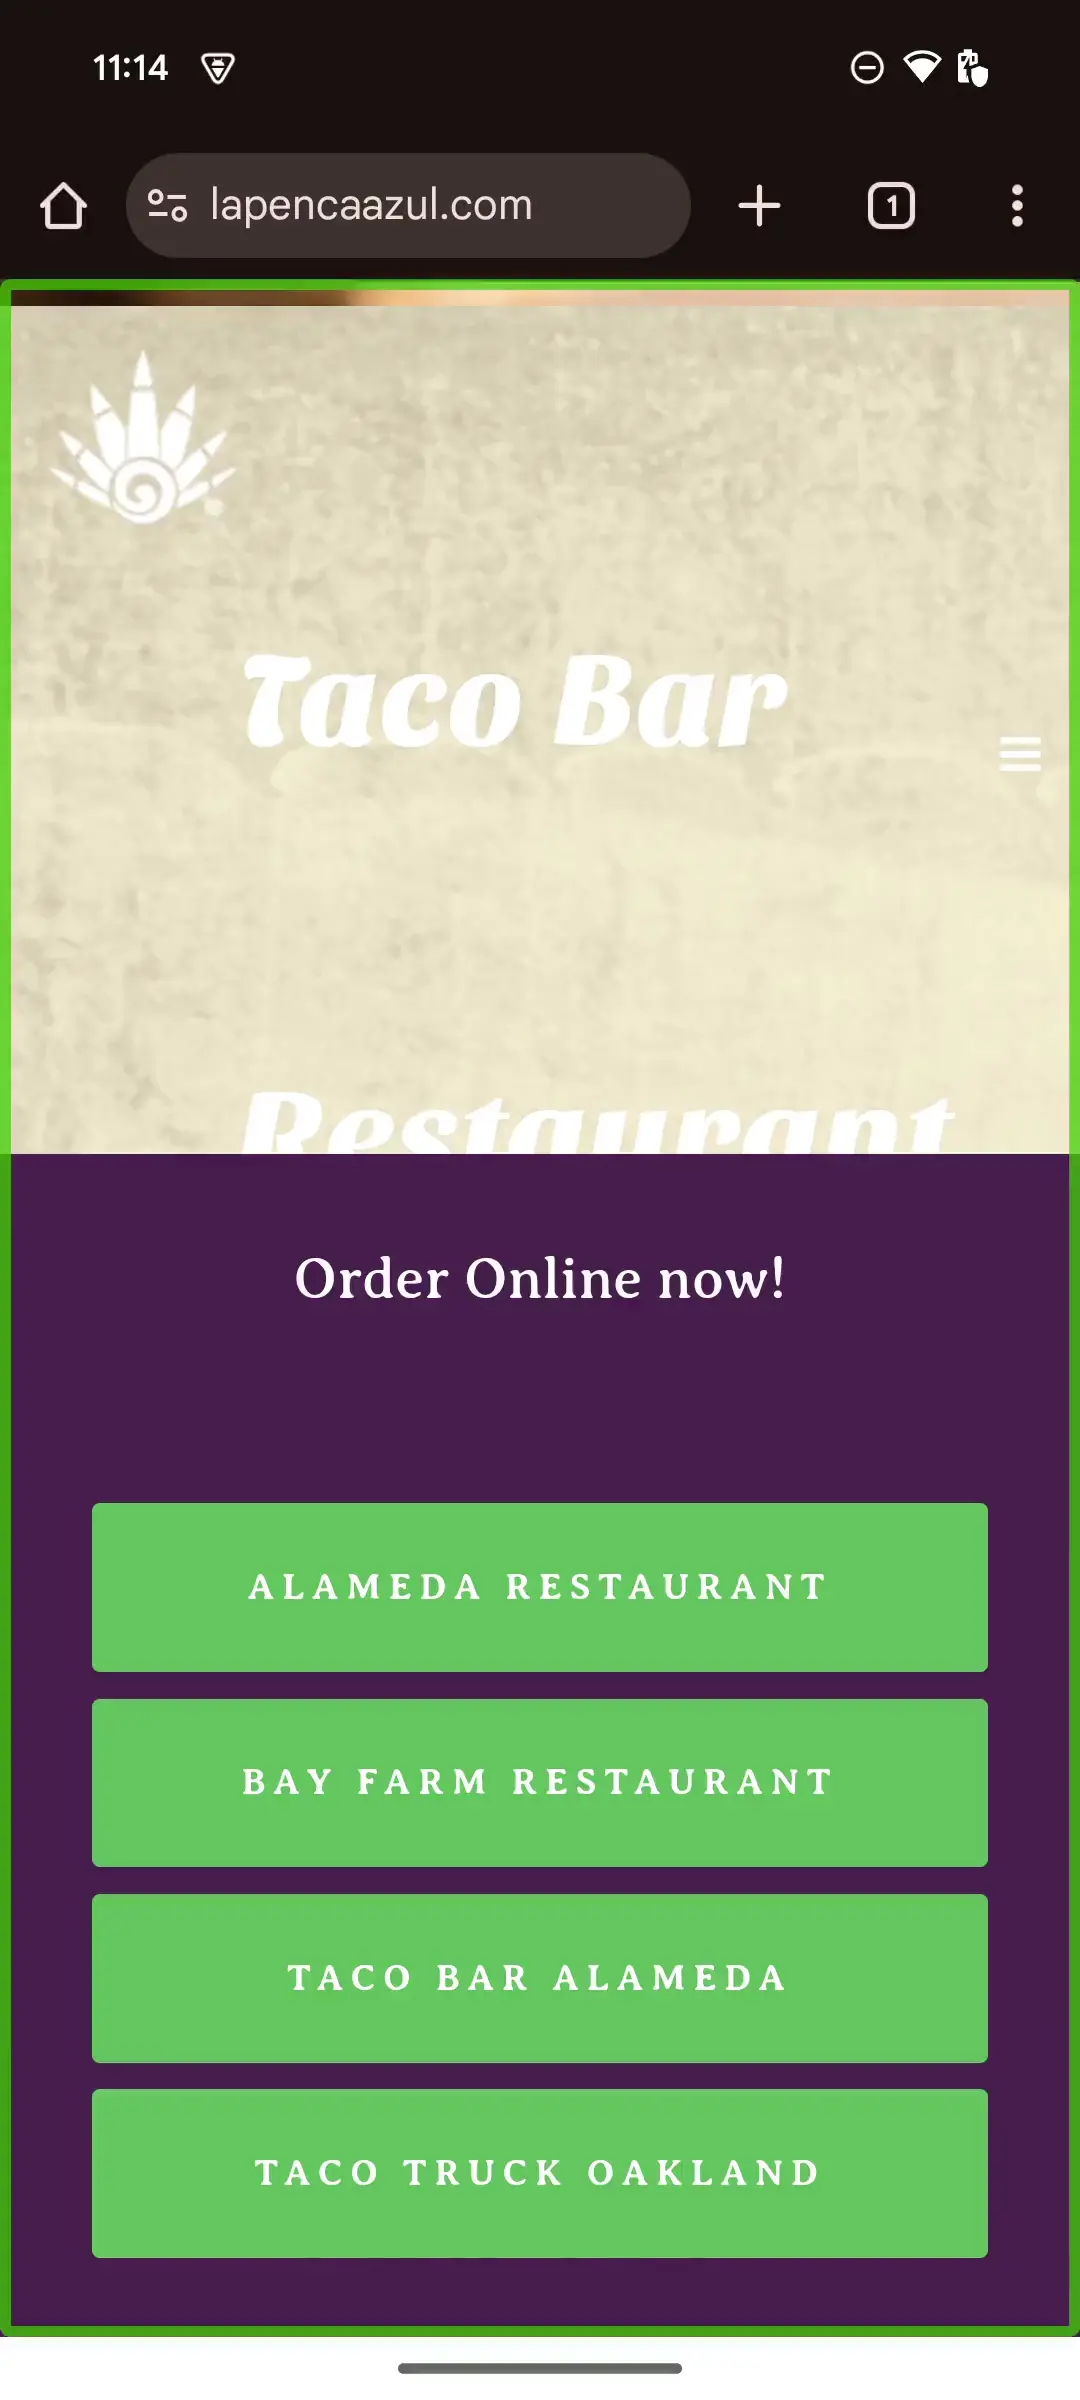 11:14
lapencaazul.com
1
Taco Bar
Restaurant
Order Online now!
ALAMEDA RESTAURANT
BAY FARM RESTAURANT
TACO BAR ALAMEDA
TACO TRUCK OAKLAND